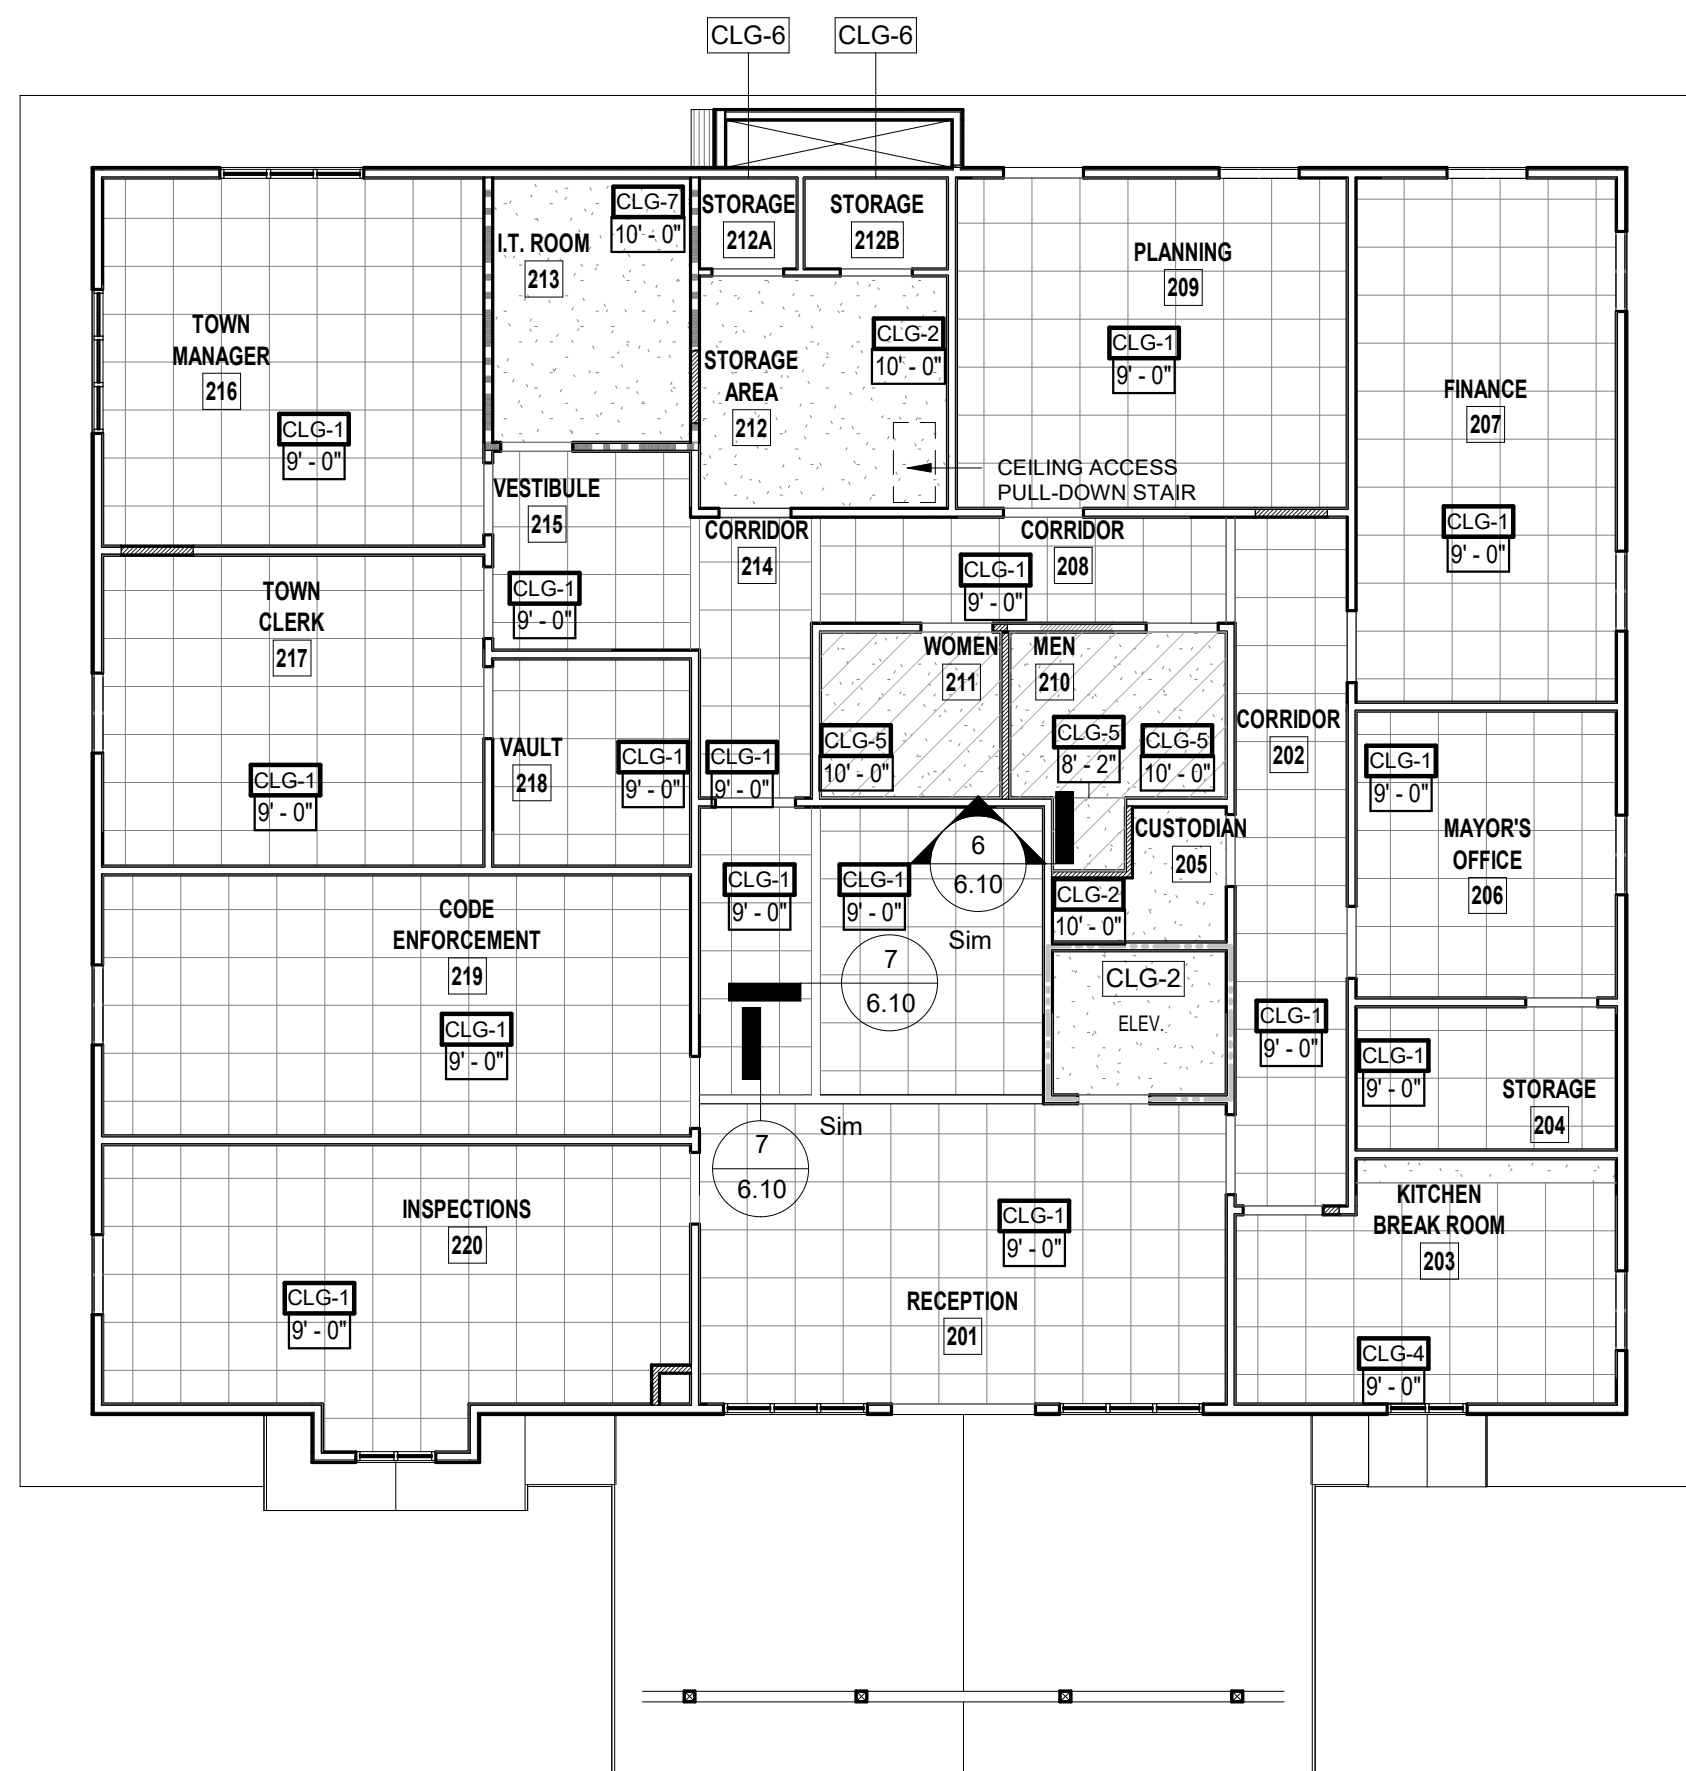 CLG-6
CLG-6
CLG-7
10' - 0"
I.T. ROOM
213
STORAGE
212A
STORAGE
212B
PLANNING
209
CLG-1
9' - 0"
TOWN
MANAGER
216
CLG-1
9' - 0"
CLG-2
10' - 0"
STORAGE
AREA
212
CEILING ACCESS
PULL-DOWN STAIR
FINANCE
207
CLG-1
9' - 0"
VESTIBULE
215
CLG-1
9' - 0"
CORRIDOR
214
CORRIDOR
208
CLG-1
9' - 0"
TOWN
CLERK
217
CLG-1
9' - 0"
WOMEN
211
CLG-5
10' - 0"
MEN
210
CLG-5
8' - 2"
CLG-5
10' - 0"
VAULT
218
CLG-1
9' - 0"
CLG-1
9' - 0"
CORRIDOR
202
CLG-1
9' - 0"
MAYOR'S
OFFICE
206
CUSTODIAN
205
CLG-2
10' - 0"
6
6.10
Sim
CLG-1
9' - 0"
CLG-1
9' - 0"
7
6.10
CODE
ENFORCEMENT
219
CLG-1
9' - 0"
CLG-2
ELEV.
CLG-1
9' - 0"
CLG-1
9' - 0"
STORAGE
204
Sim
7
6.10
INSPECTIONS
220
CLG-1
9' - 0"
CLG-1
9' - 0"
RECEPTION
201
KITCHEN
BREAK ROOM
203
CLG-4
9' - 0"